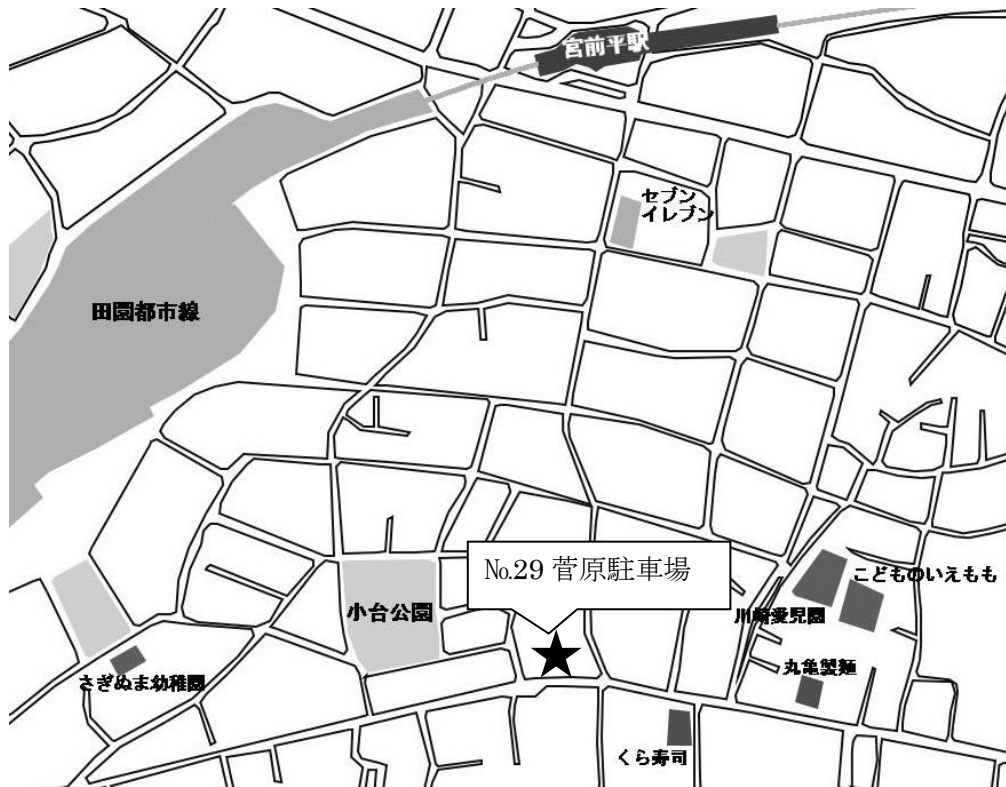 宮前平駅
セブン
イレブン
田園都市線
№29 菅原駐車場
こどものいえもも
小台公園
川崎愛児園
丸亀製麺
さぎぬま幼稚園
くら寿司